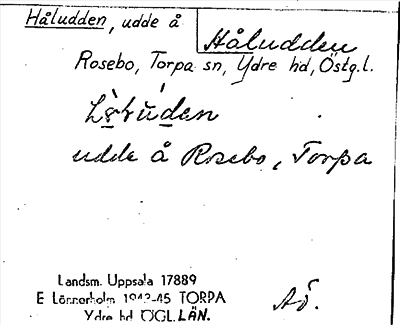 Håludden, udde å
Håludden
Rosebo, Torpa sn, Ydre hd, Östg.l.
udde å Rosebo, Torpa
Landsm. Uppsala 17889
E Lönnerholm 1942-45 TORPA
Ydre hd ÖGL. LÄN.